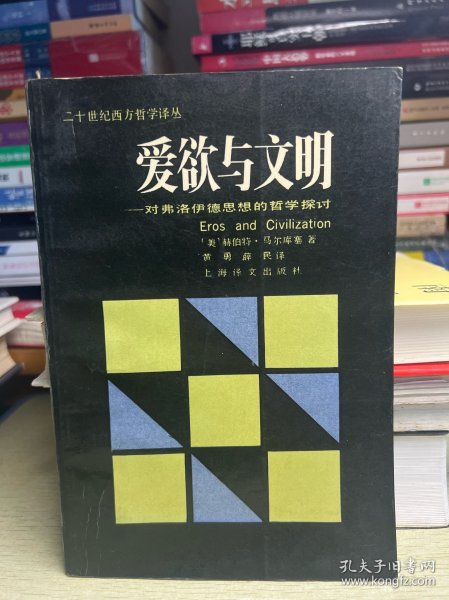 二十世纪西方哲学译丛
爱欲与文明
——对弗洛伊德思想的哲学探讨
Eros and Civilization
〔美〕赫伯特·马尔库塞 著
黄勇 薛民 译
上海译文出版社
孔夫子旧书网
www.kongfz.com